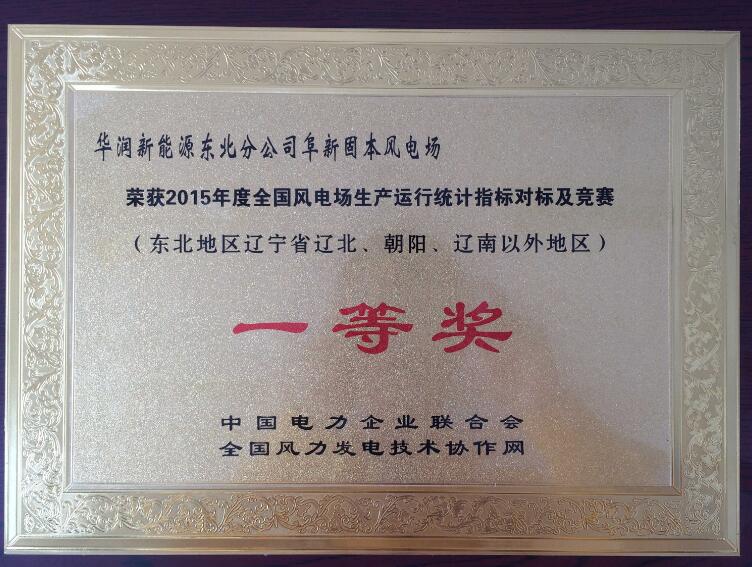 华润新能源东北分公司阜新固本风电场
荣获2015年度全国风电场生产运行统计指标对标及竞赛
（东北地区辽宁省辽北、朝阳、辽南以外地区）
一等奖
中国电力企业联合会
全国风力发电技术协作网